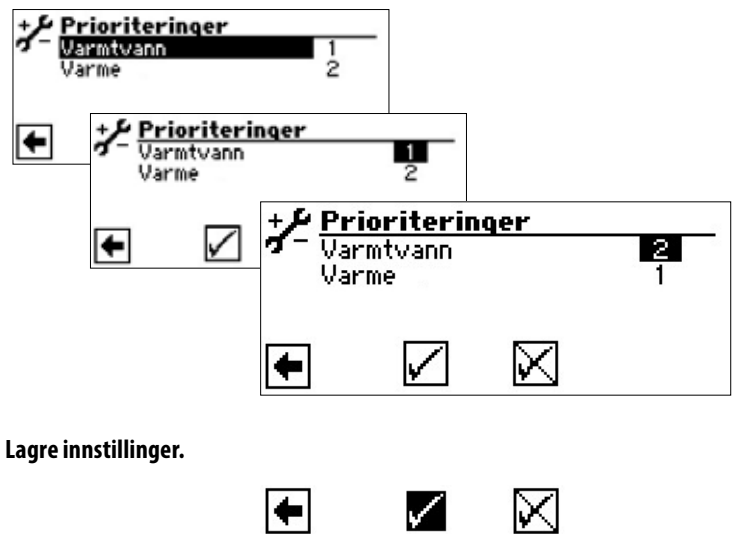 Prioriteringer
Varmtvann 1
Varme 2
Prioriteringer
Varmtvann 1
Varme 2
Prioriteringer
Varmtvann 2
Varme 1
Lagre innstillinger.